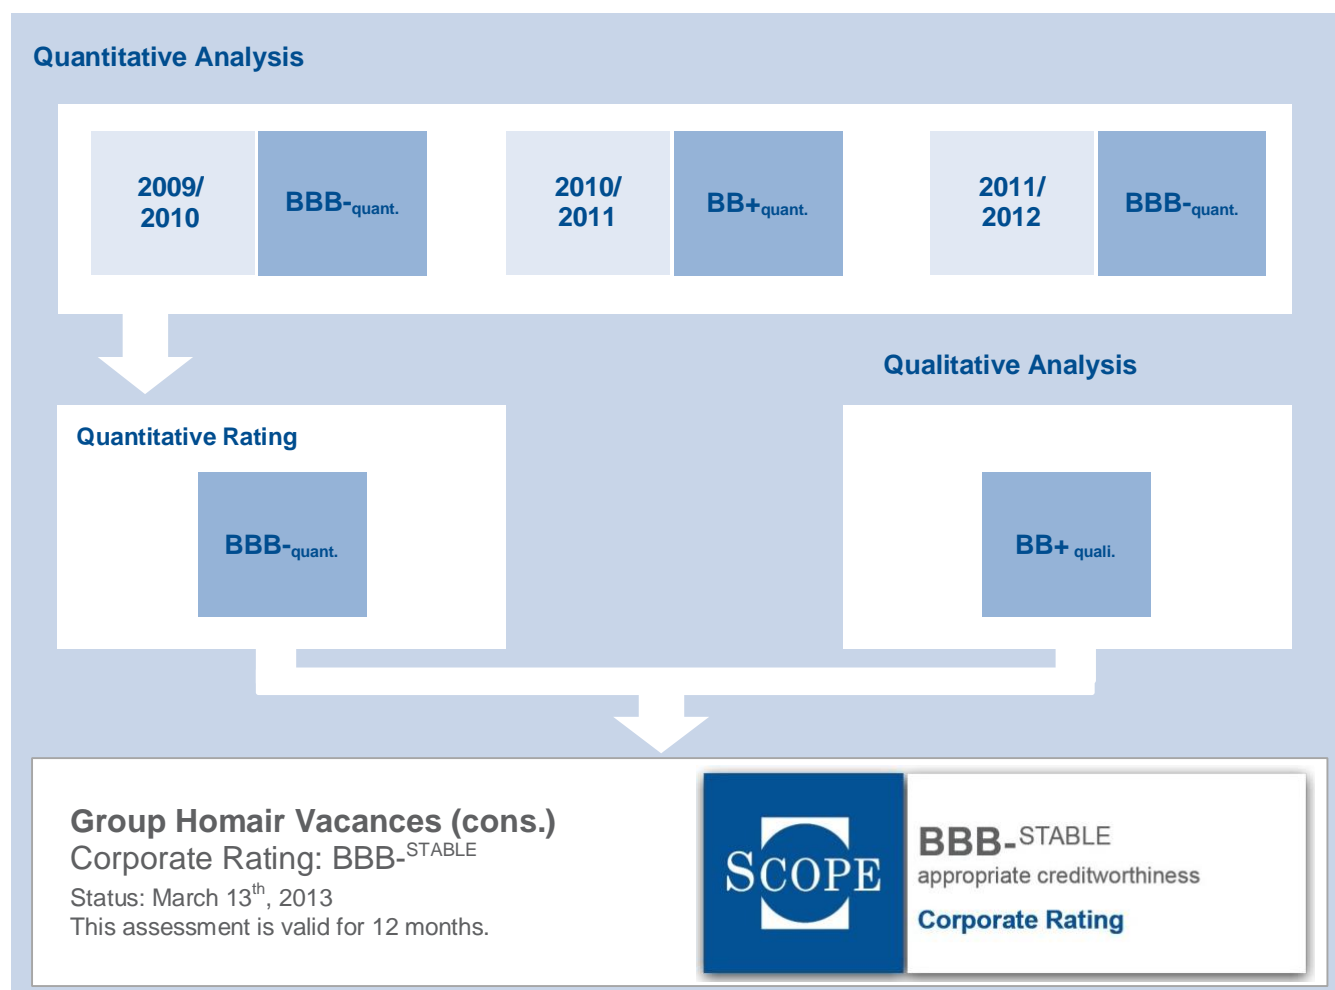 Quantitative Analysis
2009/
2010
BBB-quant.
2010/
2011
BB+quant.
2011/
2012
BBB-quant.
Qualitative Analysis
Quantitative Rating
BBB-quant.
BB+ quali.
Group Homair Vacances (cons.)
Corporate Rating: BBB-STABLE
Status: March 13th, 2013
This assessment is valid for 12 months.
SCOPE
BBB-STABLE
appropriate creditworthiness
Corporate Rating